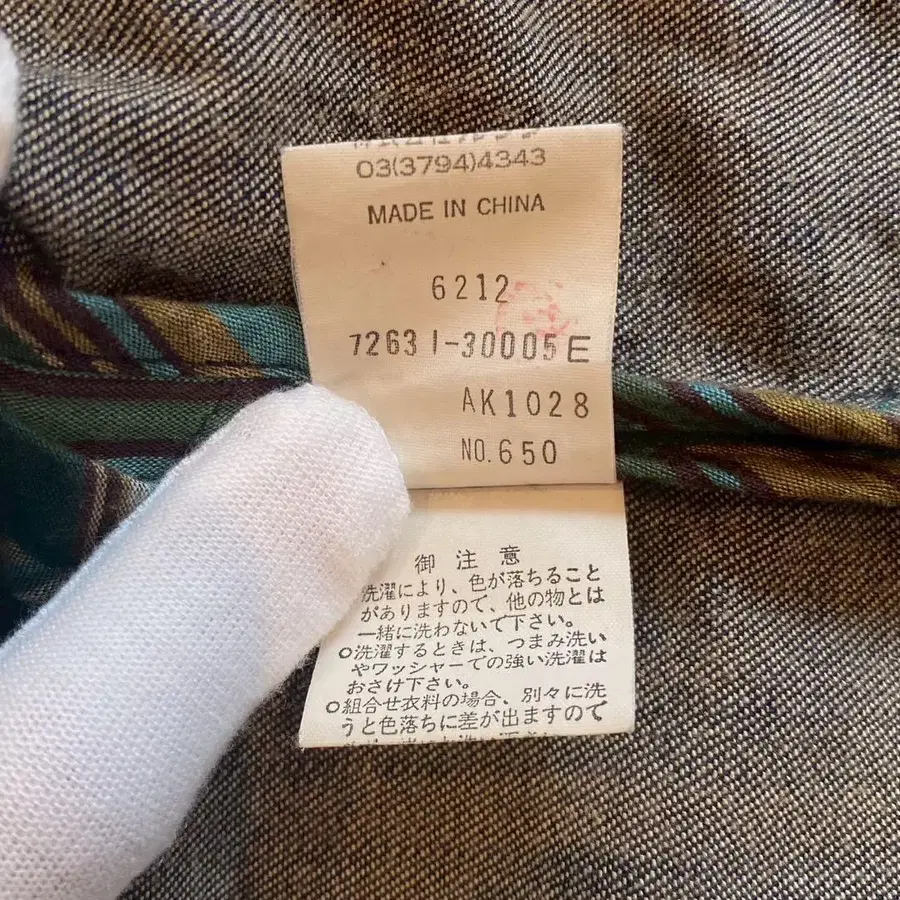 03(3794)4343
MADE IN CHINA
6212
7263 I-30005 E
AK1028
NO.650
御注意
洗濯により、色が落ちること
がありますので、他の物とは
一緒に洗わないで下さい。
○洗濯するときは、つまみ洗い
やワッシャーでの強い洗濯は
おさけ下さい。
○組合せ衣料の場合、別々に洗
うと色落ちに差が出ますので